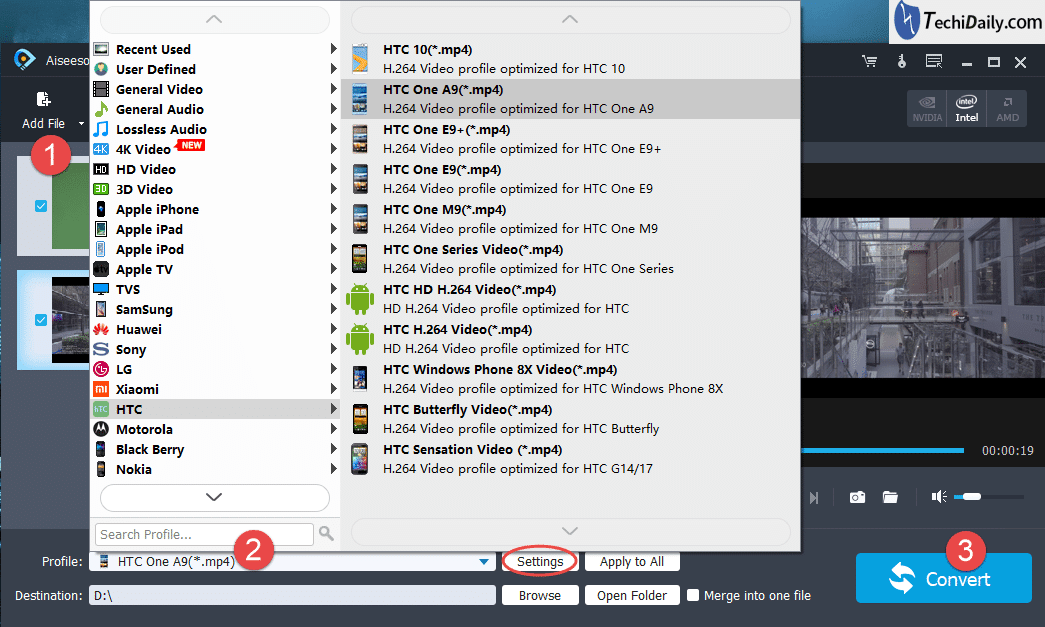 TechiDaily.com
Aiseeso
Add File
1
NVIDIA
intel
Intel
AMD
Recent Used
User Defined
General Video
General Audio
Lossless Audio
4K
4K Video NEW
HD
HD Video
3D
3D Video
Apple iPhone
Apple iPad
Apple iPod
Apple TV
TVS
SamSung
Huawei
Sony
LG
mi
Xiaomi
hTC
HTC
Motorola
Black Berry
Nokia
HTC 10(*.mp4)
H.264 Video profile optimized for HTC 10
HTC One A9(*.mp4)
H.264 Video profile optimized for HTC One A9
HTC One E9+(*.mp4)
H.264 Video profile optimized for HTC One E9+
HTC One E9(*.mp4)
H.264 Video profile optimized for HTC One E9
HTC One M9(*.mp4)
H.264 Video profile optimized for HTC One M9
HTC One Series Video(*.mp4)
H.264 Video profile optimized for HTC One Series
HTC HD H.264 Video(*.mp4)
HD H.264 Video profile optimized for HTC
HTC H.264 Video(*.mp4)
HD H.264 Video profile optimized for HTC
HTC Windows Phone 8X Video(*.mp4)
H.264 Video profile optimized for HTC Windows Phone 8X
HTC Butterfly Video(*.mp4)
H.264 Video profile optimized for HTC Butterfly
HTC Sensation Video (*.mp4)
H.264 Video profile optimized for HTC G14/17
00:00:19
Search Profile...
2
Profile:
HTC One A9(*.mp4)
Settings
Apply to All
3
Convert
Destination:
D:\
Browse
Open Folder
Merge into one file